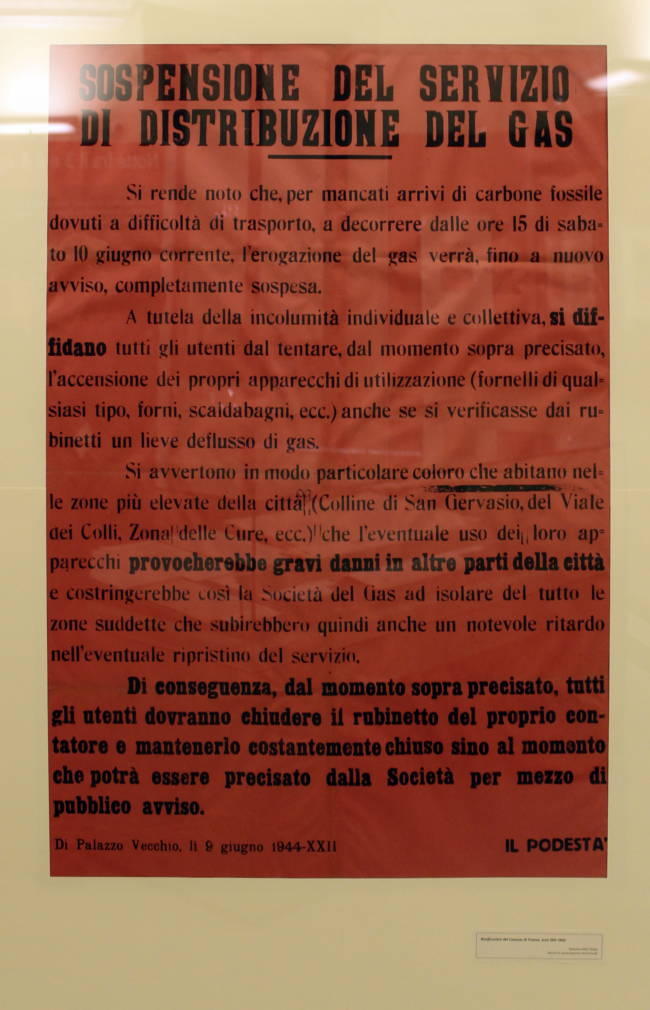 SOSPENSIONE DEL SERVIZIO
DI DISTRIBUZIONE DEL GAS
Si rende noto che, per mancati arrivi di carbone fossile
dovuti a difficoltà di trasporto, a decorrere dalle ore 15 di saba=
to 10 giugno corrente, l'erogazione del gas verrà, fino a nuovo
avviso, completamente sospesa.
A tutela della incolumità individuale e collettiva, si dif-
fidano tutti gli utenti dal tentare, dal momento sopra precisato,
l'accensione dei propri apparecchi di utilizzazione (fornelli di qual=
siasi tipo, forni, scaldabagni, ecc.) anche se si verificasse dai ru=
binetti un lieve deflusso di gas.
Si avvertono in modo particolare coloro che abitano nel=
le zone più elevate della città, (Colline di San Gervasio, del Viale
dei Colli, Zona delle Cure, ecc.) che l'eventuale uso dei loro ap=
parecchi provocherebbe gravi danni in altre parti della città
e costringerebbe così la Società del Gas ad isolare del tutto le
zone suddette che subirebbero quindi anche un notevole ritardo
nell'eventuale ripristino del servizio.
Di conseguenza, dal momento sopra precisato, tutti
gli utenti dovranno chiudere il rubinetto del proprio con-
tatore e mantenerlo costantemente chiuso sino al momento
che potrà essere precisato dalla Società per mezzo di
pubblico avviso.
Di Palazzo Vecchio, li 9 giugno 1944-XXII
IL PODESTA'